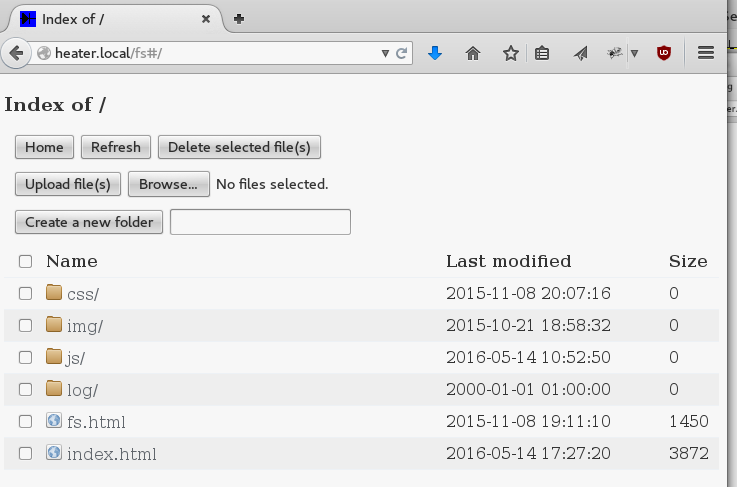 Index of /
heater.local/fs#/
Index of /
Home Refresh Delete selected file(s)
Upload file(s) Browse... No files selected.
Create a new folder
Name Last modified Size
css/ 2015-11-08 20:07:16 0
img/ 2015-10-21 18:58:32 0
js/ 2016-05-14 10:52:50 0
log/ 2000-01-01 01:00:00 0
fs.html 2015-11-08 19:11:10 1450
index.html 2016-05-14 17:27:20 3872